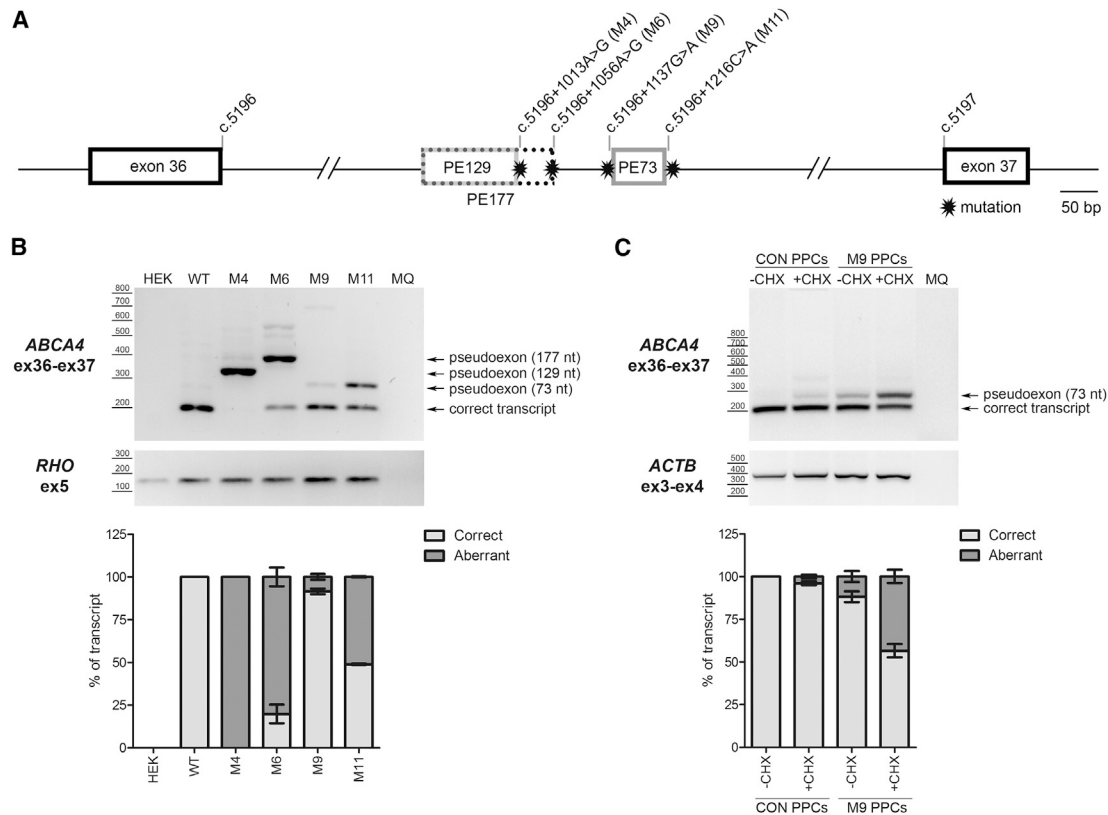 A
c.5196
c.5196+1013A>G (M4)
c.5196+1056A>G (M6)
c.5196+1137G>A (M9)
c.5196+1216C>A (M11)
c.5197
exon 36
PE129
PE73
exon 37
PE177
mutation
50 bp
B
HEK WT M4 M6 M9 M11 MQ
800
700
600
500
400
300
200
ABCA4
ex36-ex37
pseudoexon (177 nt)
pseudoexon (129 nt)
pseudoexon (73 nt)
correct transcript
300
200
100
RHO
ex5
Correct
Aberrant
% of transcript
125
100
75
50
25
0
HEK WT M4 M6 M9 M11
C
CON PPCs M9 PPCs
-CHX +CHX -CHX +CHX MQ
800
700
600
500
400
300
200
ABCA4
ex36-ex37
pseudoexon (73 nt)
correct transcript
500
400
300
200
ACTB
ex3-ex4
Correct
Aberrant
% of transcript
125
100
75
50
25
0
-CHX +CHX -CHX +CHX
CON PPCs M9 PPCs